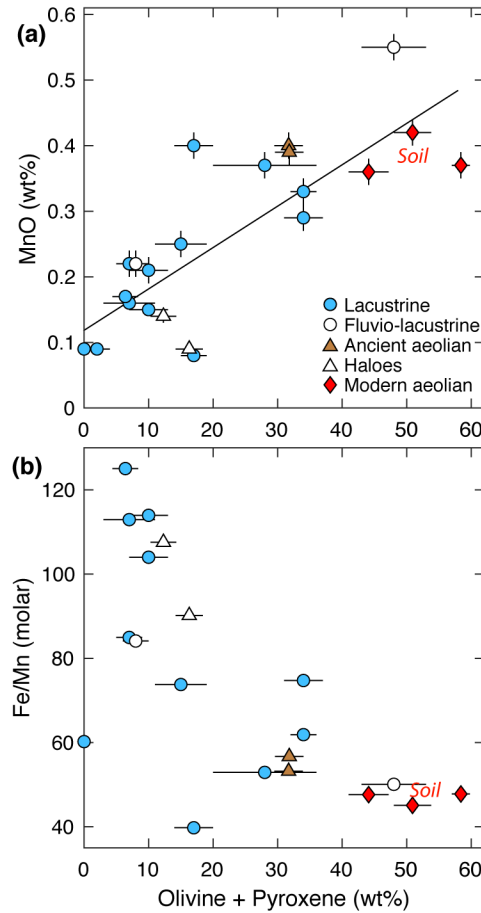 (a)
0.6
0.5
0.4
0.3
0.2
0.1
0
MnO (wt%)
Soil
Lacustrine
Fluvio-lacustrine
Ancient aeolian
Haloes
Modern aeolian
0 10 20 30 40 50 60
(b)
120
100
80
60
40
Fe/Mn (molar)
Soil
0 10 20 30 40 50 60
Olivine + Pyroxene (wt%)